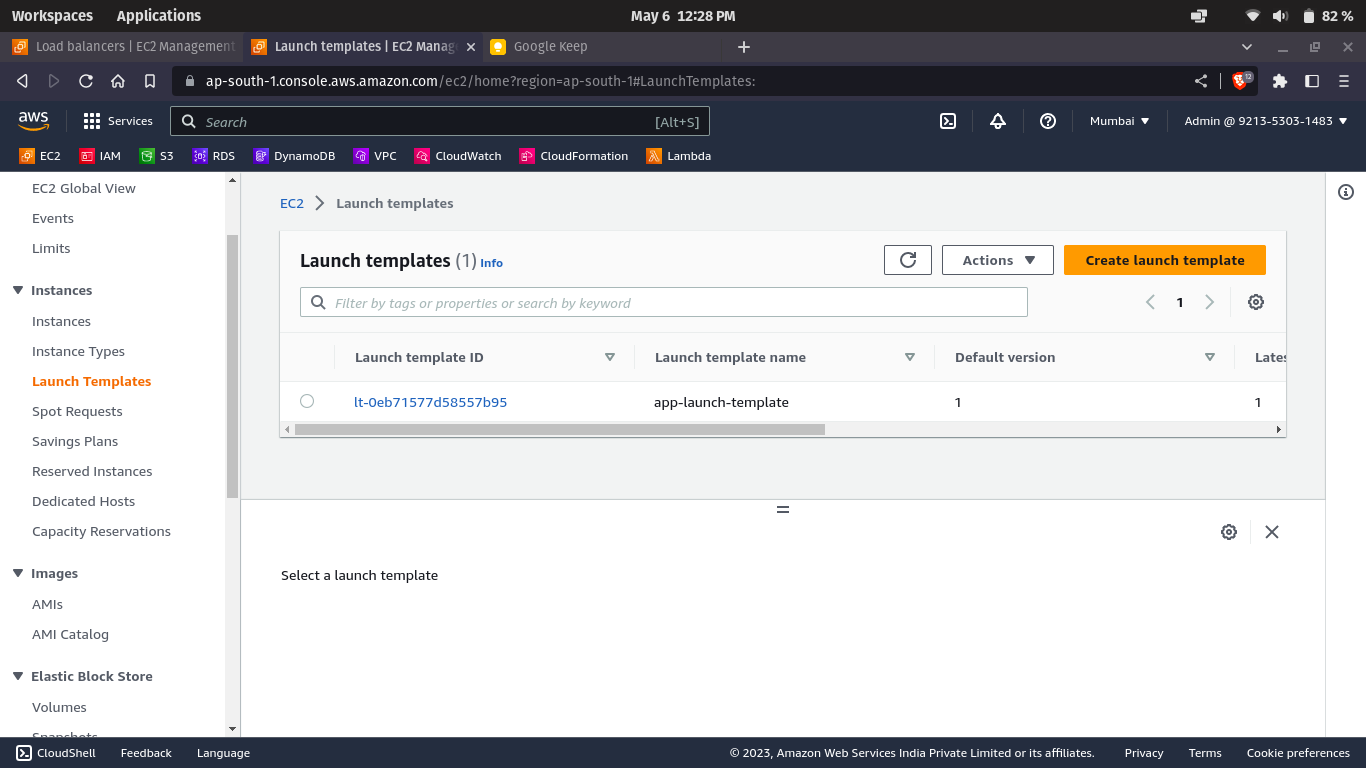 Workspaces Applications May 6 12:28 PM 82 %
Load balancers | EC2 Management Launch templates | EC2 Manag Google Keep
ap-south-1.console.aws.amazon.com/ec2/home?region=ap-south-1#LaunchTemplates: 12
aws Services Search [Alt+S] Mumbai Admin @ 9213-5303-1483
EC2 IAM S3 RDS DynamoDB VPC CloudWatch CloudFormation Lambda
EC2 Global View
Events
Limits
Instances
Instances
Instance Types
Launch Templates
Spot Requests
Savings Plans
Reserved Instances
Dedicated Hosts
Capacity Reservations
Images
AMIs
AMI Catalog
Elastic Block Store
Volumes
Snapshots
EC2 Launch templates
Launch templates (1) Info Actions Create launch template
Filter by tags or properties or search by keyword 1
Launch template ID Launch template name Default version Lates
lt-0eb71577d58557b95 app-launch-template 1 1
Select a launch template
CloudShell Feedback Language © 2023, Amazon Web Services India Private Limited or its affiliates. Privacy Terms Cookie preferences